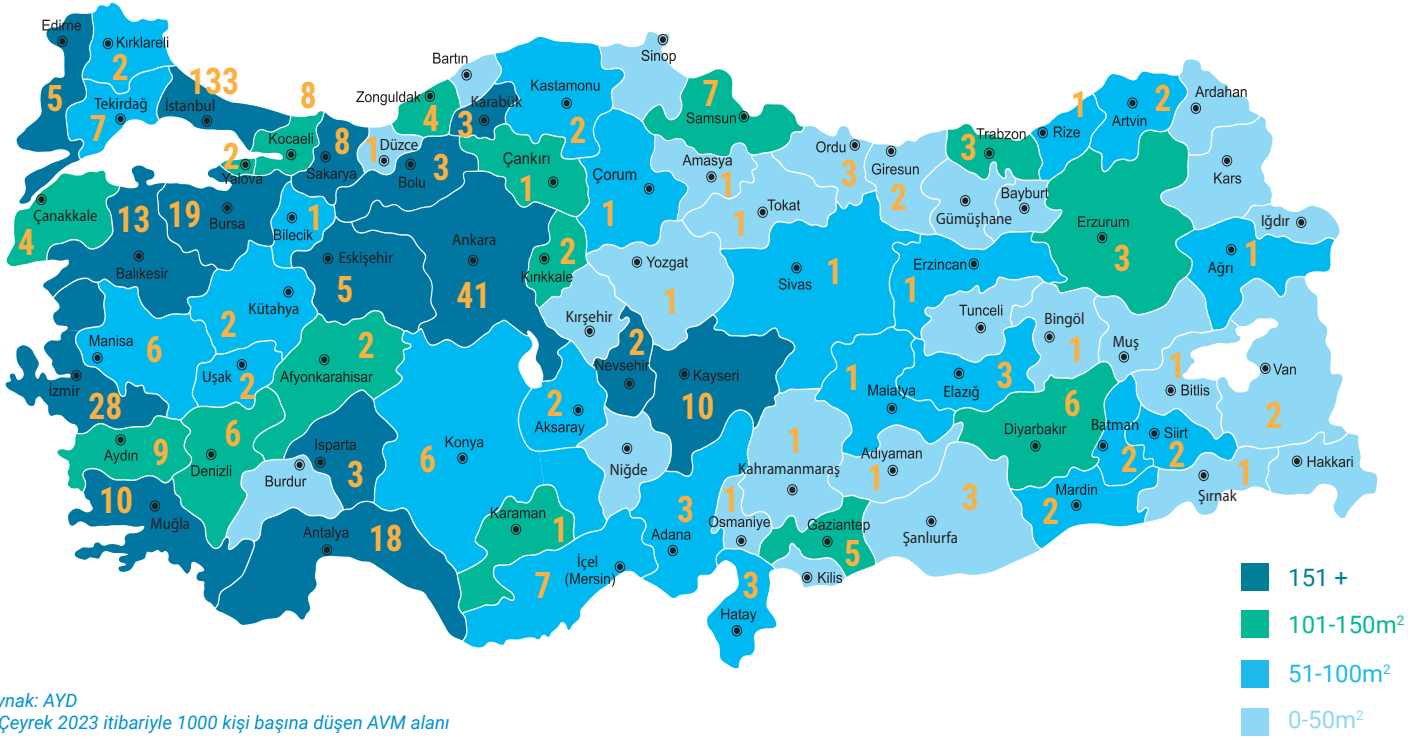 Edirne
Kırklareli
2
5
Tekirdağ
7
133
İstanbul
8
Kocaeli
2
Yalova
8
Sakarya
1
Düzce
Bartın
Zonguldak
4
Karabük
3
3
Bolu
Kastamonu
2
Sinop
7
Samsun
Çankırı
1
Çorum
1
Amasya
1
Tokat
1
Ordu
3
Giresun
2
3
Trabzon
Gümüşhane
Bayburt
1
Rize
2
Artvin
Ardahan
Kars
Iğdır
1
Ağrı
Erzurum
3
Çanakkale
4
13
Balıkesir
19
Bursa
1
Bilecik
Eskişehir
5
Ankara
41
2
Kırıkkale
Yozgat
1
Kırşehir
Sivas
1
Erzincan
1
Tunceli
Bingöl
1
Muş
1
Bitlis
Van
2
Kütahya
2
Manisa
6
Uşak
2
2
Afyonkarahisar
İzmir
28
Aydın
9
6
Denizli
Isparta
3
Burdur
10
Muğla
Antalya
18
Konya
6
2
Aksaray
2
Nevşehir
Kayseri
10
Niğde
Karaman
1
İçel
(Mersin)
7
3
Adana
1
Kahramanmaraş
1
Osmaniye
3
Hatay
Gaziantep
5
Kilis
1
Malatya
Adıyaman
1
Elazığ
3
6
Diyarbakır
3
Şanlıurfa
Batman
2
Siirt
2
2
Mardin
1
Şırnak
Hakkari
151 +
101-150m²
51-100m²
0-50m²
ynak: AYD
Çeyrek 2023 itibariyle 1000 kişi başına düşen AVM alanı